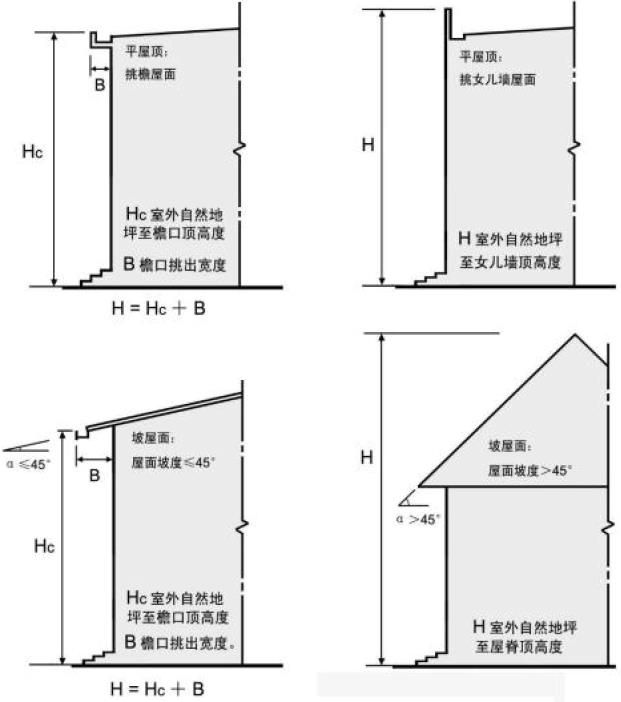 平屋顶：
挑檐屋面
B
Hc
Hc 室外自然地
坪至檐口顶高度
B 檐口挑出宽度
H = Hc + B
平屋顶：
挑女儿墙屋面
H
H 室外自然地坪
至女儿墙顶高度
坡屋面：
屋面坡度≤45°
α≤45°
B
Hc
Hc 室外自然地
坪至檐口顶高度
B 檐口挑出宽度。
H = Hc + B
坡屋面：
屋面坡度>45°
H
α>45°
H 室外自然地坪
至屋脊顶高度